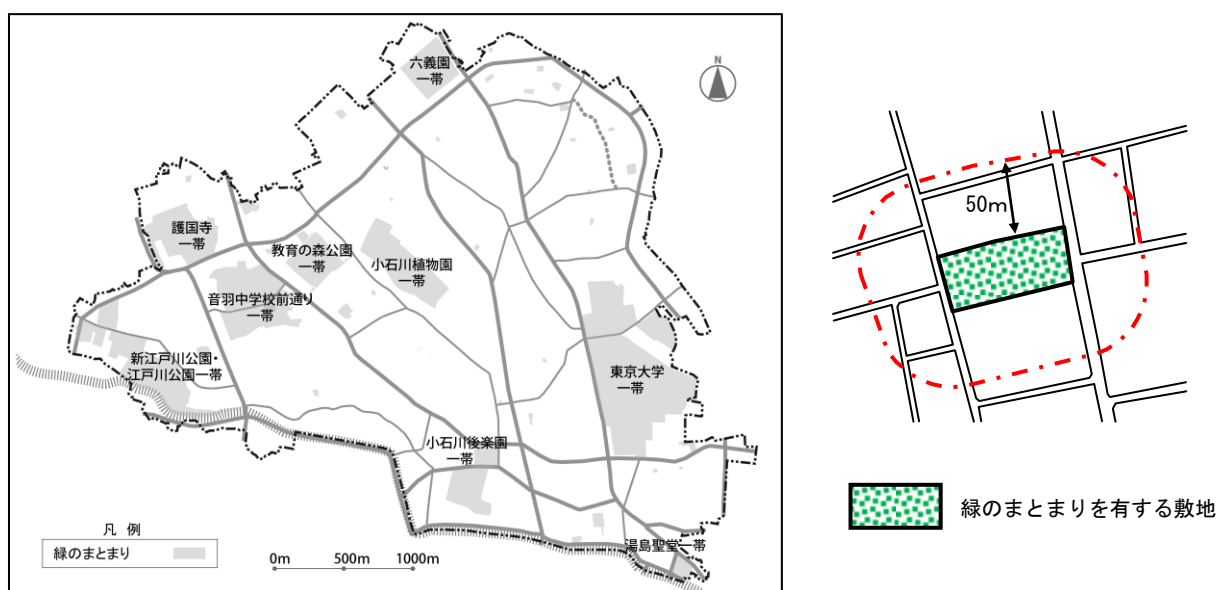 六義園
一帯
N
護国寺
一帯
教育の森公園
一帯
小石川植物園
一帯
音羽中学校前通り
一帯
新江戸川公園・
江戸川公園一帯
東京大学
一帯
小石川後楽園
一帯
湯島聖堂一帯
凡 例
緑のまとまり
0m 500m 1000m
50m
緑のまとまりを有する敷地